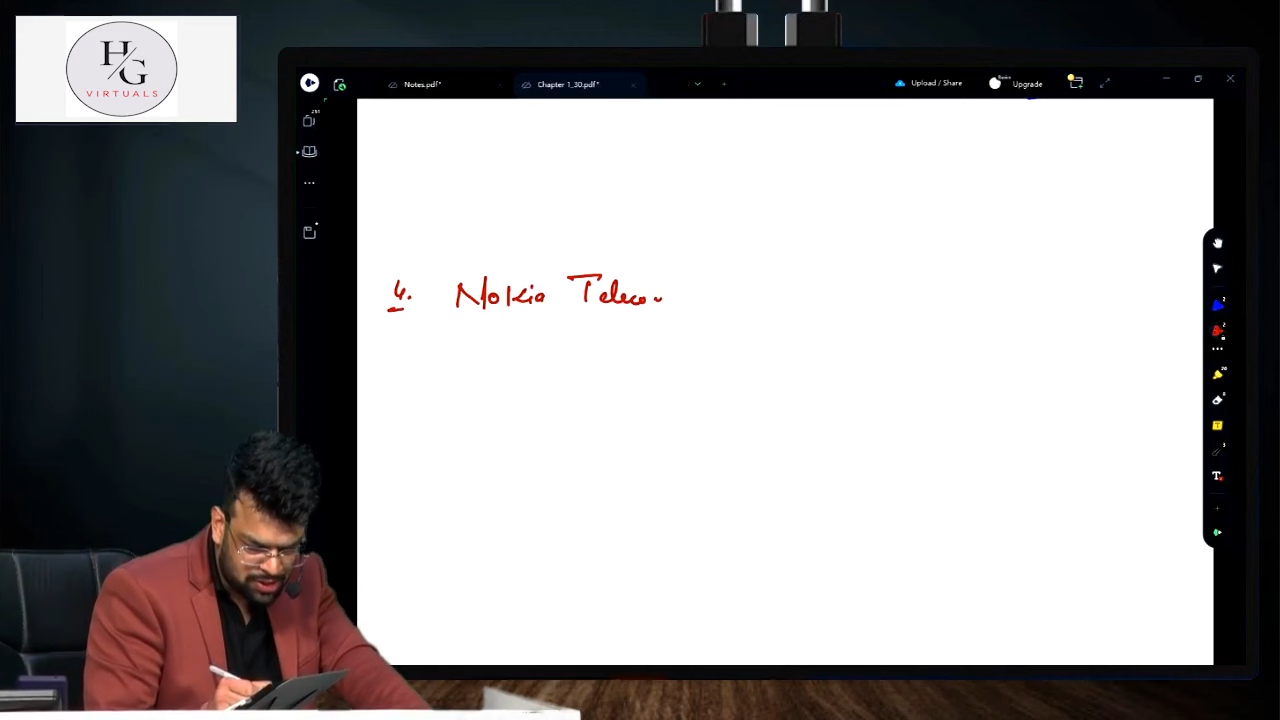 H/G
VIRTUALS
Notes.pdf*
Chapter 1_30.pdf*
Upload / Share
Upgrade
4. Nokia Teleco